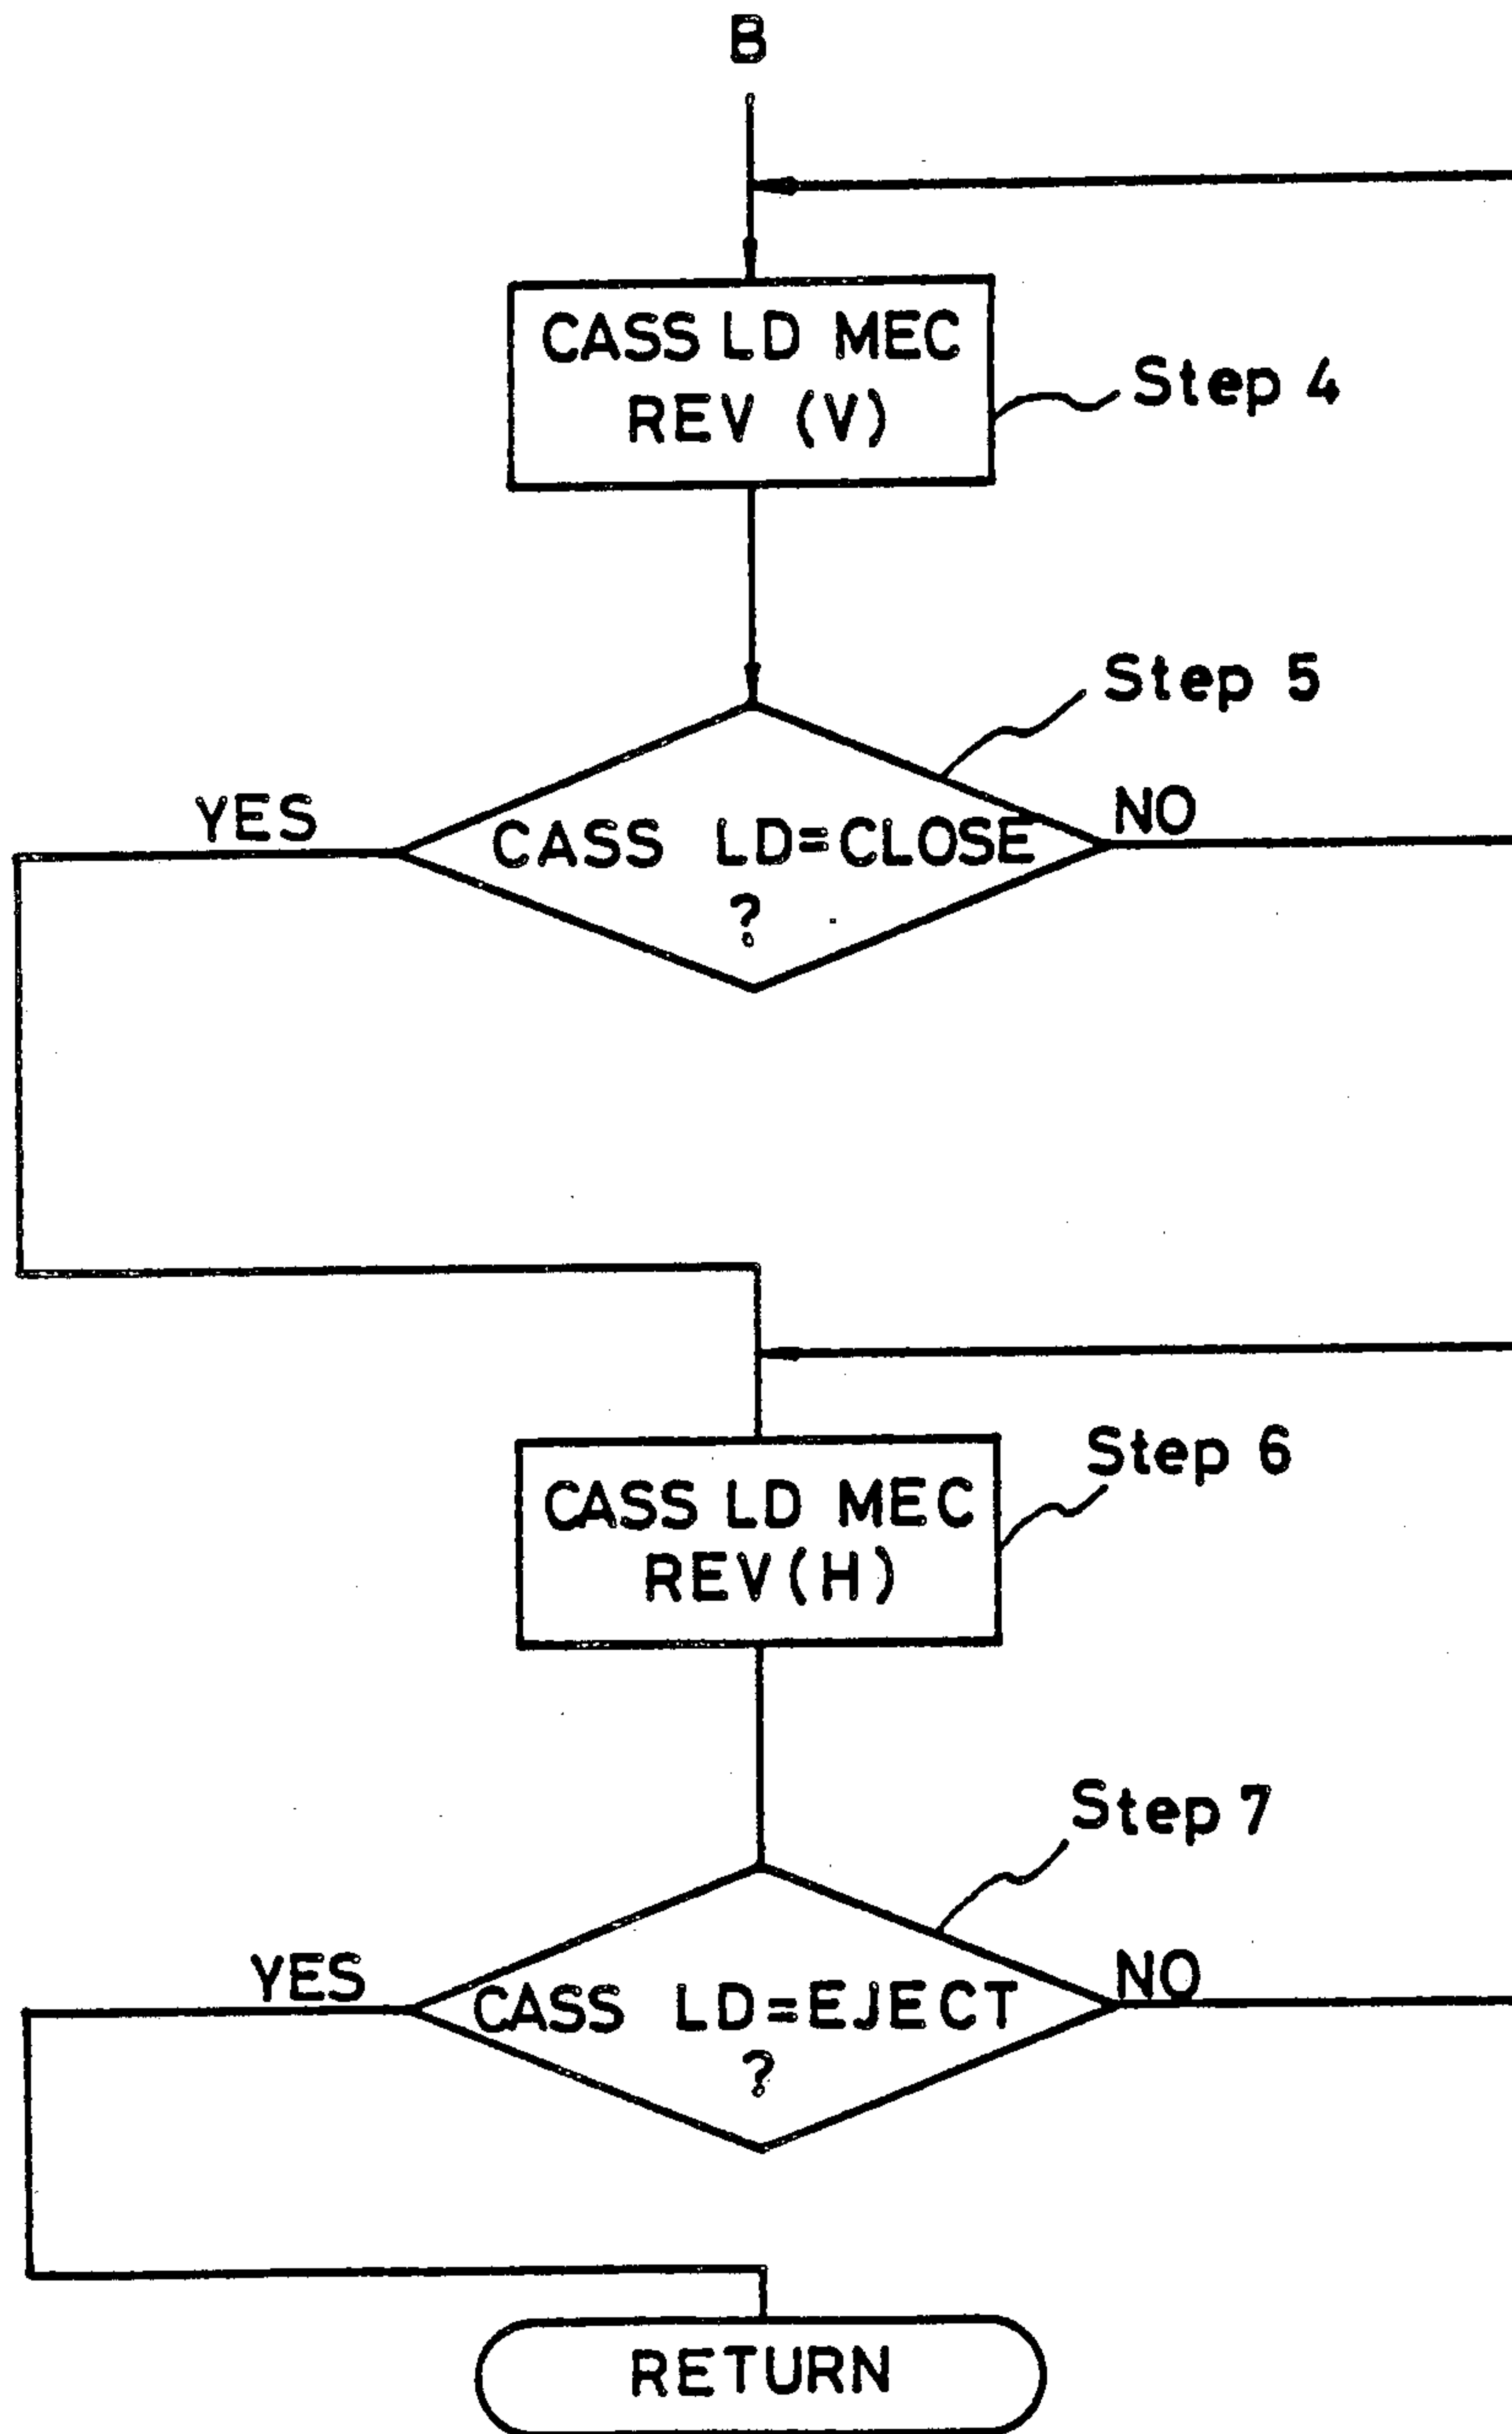 B
CASS LD MEC
REV (V)
Step 4
Step 5
YES
NO
CASS LD=CLOSE
?
CASS LD MEC
REV(H)
Step 6
Step 7
YES
NO
CASS LD=EJECT
?
RETURN